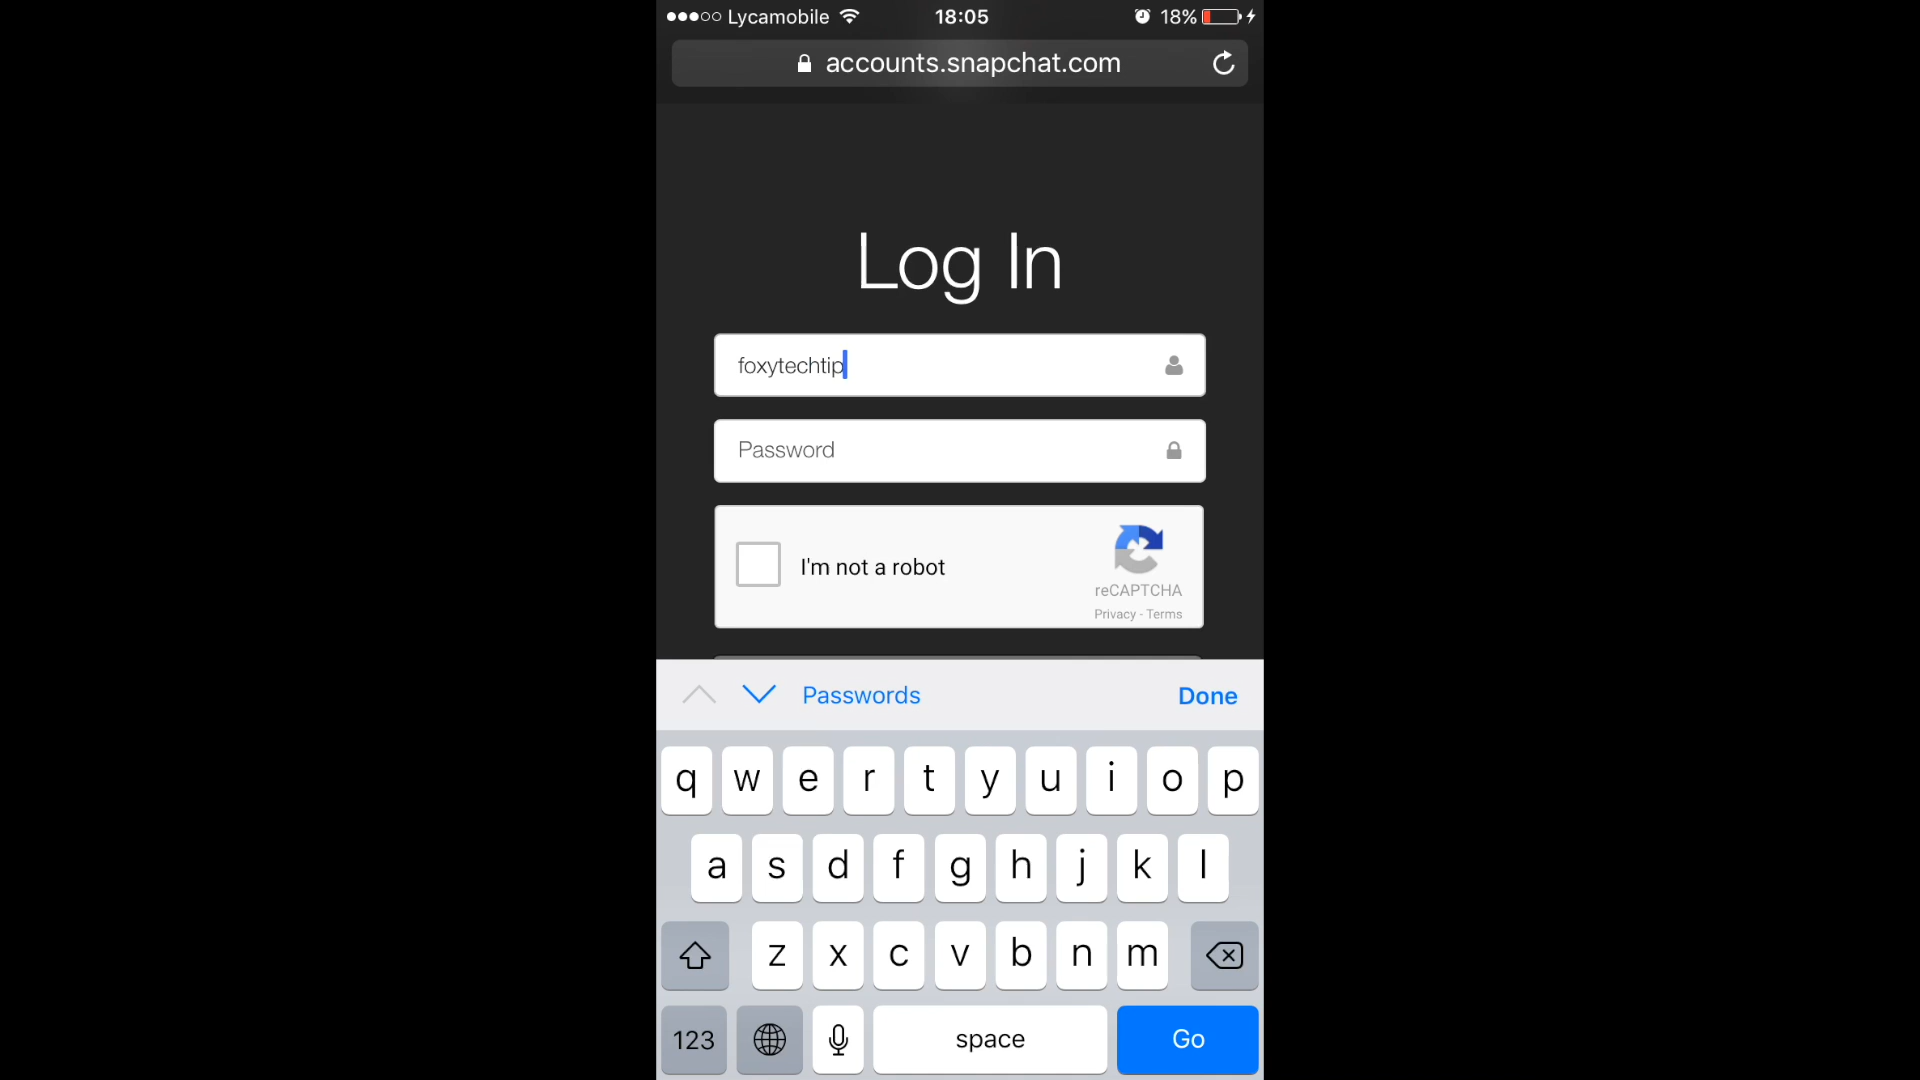 Lycamobile 18:05 18%
accounts.snapchat.com
Log In
foxytechtip
Password
I'm not a robot
reCAPTCHA
Privacy - Terms
Passwords Done
q w e r t y u i o p
a s d f g h j k l
z x c v b n m
123 space Go